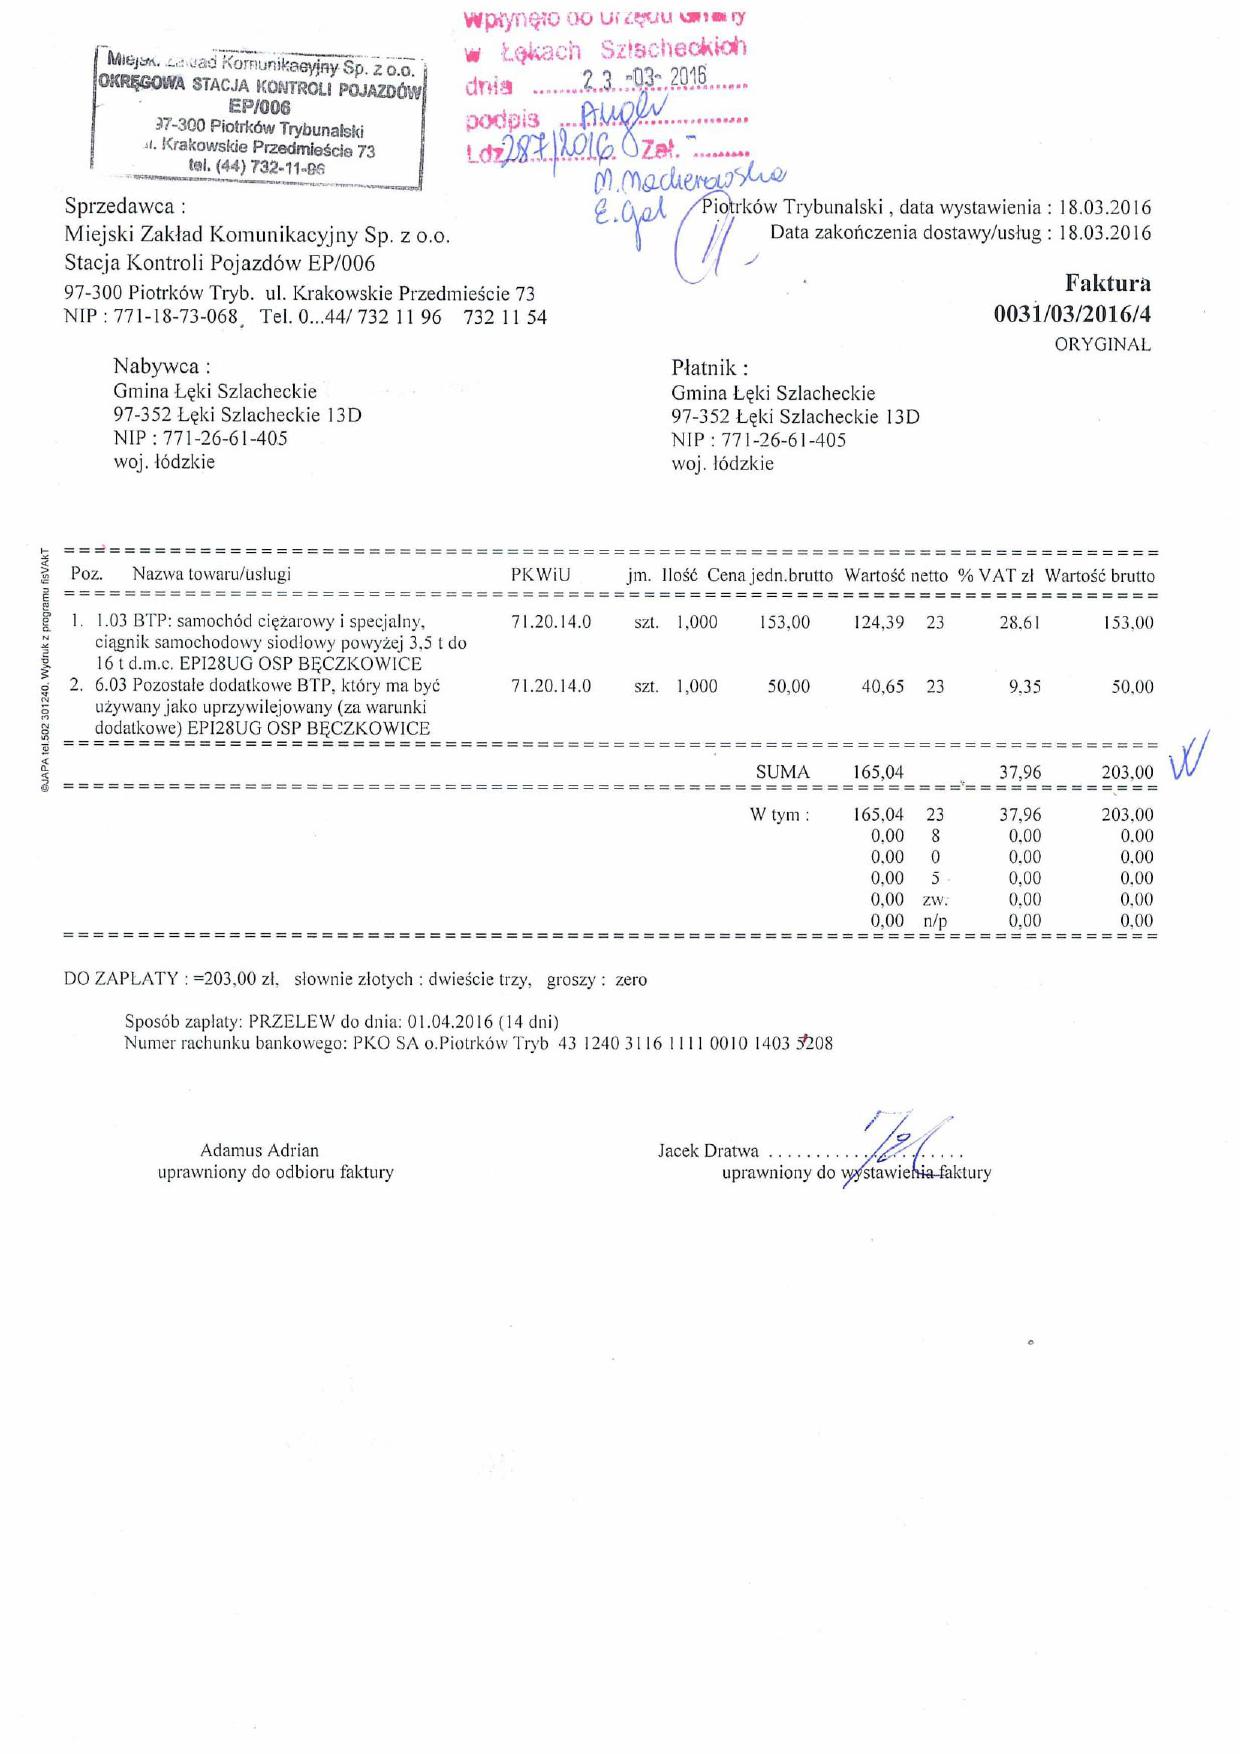 Wpłynęło do Urzędu Gminy
w Łękach Szlacheckich
dnia 23 -03- 2016
podpis
Ldz 287/2016 Zał. -
M. Macherowska
E. Gal
Miejski Zakład Komunikacyjny Sp. z o.o.
OKRĘGOWA STACJA KONTROLI POJAZDÓW
EP/006
97-300 Piotrków Trybunalski
ul. Krakowskie Przedmieście 73
tel. (44) 732-11-96
Piotrków Trybunalski , data wystawienia : 18.03.2016
Data zakończenia dostawy/usług : 18.03.2016
Sprzedawca :
Miejski Zakład Komunikacyjny Sp. z o.o.
Stacja Kontroli Pojazdów EP/006
97-300 Piotrków Tryb. ul. Krakowskie Przedmieście 73
NIP : 771-18-73-068, Tel. 0...44/ 732 11 96 732 11 54
Faktura
0031/03/2016/4
ORYGINAL
Nabywca :
Gmina Łęki Szlacheckie
97-352 Łęki Szlacheckie 13D
NIP : 771-26-61-405
woj. łódzkie
Płatnik :
Gmina Łęki Szlacheckie
97-352 Łęki Szlacheckie 13D
NIP : 771-26-61-405
woj. łódzkie
©JAPA tel.502 301240. Wydruk z programu fisVAkT
Poz. Nazwa towaru/usługi PKWiU jm. Ilość Cena jedn.brutto Wartość netto % VAT zł Wartość brutto
1. 1.03 BTP: samochód ciężarowy i specjalny, 71.20.14.0 szt. 1,000 153,00 124,39 23 28,61 153,00
ciągnik samochodowy siodłowy powyżej 3,5 t do
16 t d.m.c. EPI28UG OSP BĘCZKOWICE
2. 6.03 Pozostałe dodatkowe BTP, który ma być 71.20.14.0 szt. 1,000 50,00 40,65 23 9,35 50,00
używany jako uprzywilejowany (za warunki
dodatkowe) EPI28UG OSP BĘCZKOWICE
SUMA 165,04 37,96 203,00
W tym : 165,04 23 37,96 203,00
0,00 8 0,00 0,00
0,00 0 0,00 0,00
0,00 5 0,00 0,00
0,00 zw. 0,00 0,00
0,00 n/p 0,00 0,00
DO ZAPŁATY : =203,00 zł, słownie złotych : dwieście trzy, groszy : zero
Sposób zapłaty: PRZELEW do dnia: 01.04.2016 (14 dni)
Numer rachunku bankowego: PKO SA o.Piotrków Tryb 43 1240 3116 1111 0010 1403 5208
Adamus Adrian
uprawniony do odbioru faktury
Jacek Dratwa ........................
uprawniony do wystawienia faktury